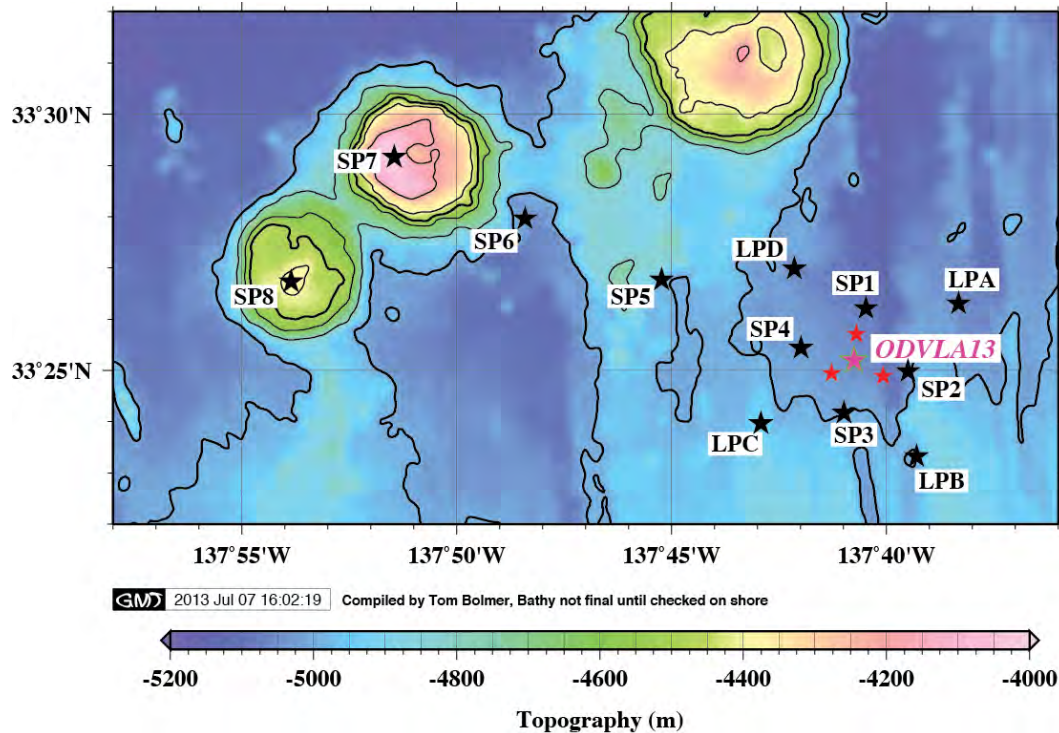 33°30'N
SP7
SP6
LPD
SP8
SP5
SP1
LPA
SP4
ODVLA13
33°25'N
SP2
LPC
SP3
LPB
137°55'W 137°50'W 137°45'W 137°40'W
GMT 2013 Jul 07 16:02:19 Compiled by Tom Bolmer, Bathy not final until checked on shore
-5200 -5000 -4800 -4600 -4400 -4200 -4000
Topography (m)